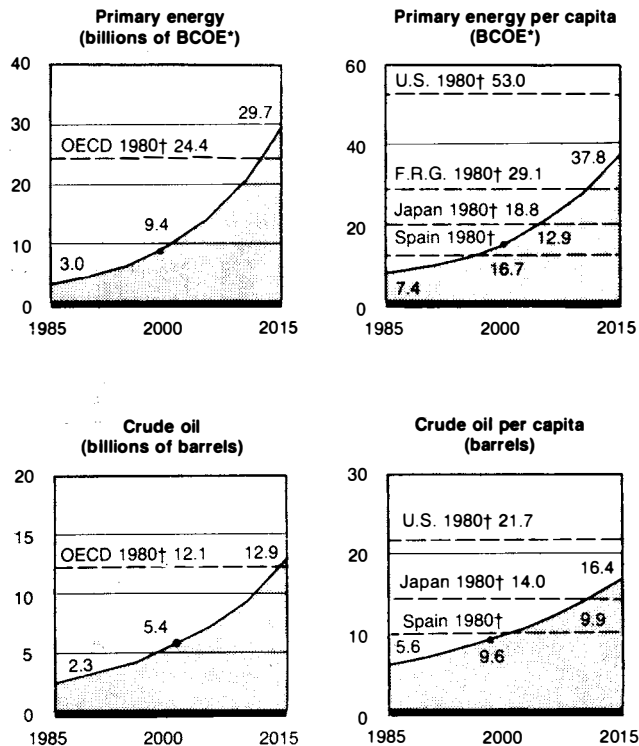 Primary energy
(billions of BCOE*)
40
30
20
10
0
29.7
OECD 1980† 24.4
9.4
3.0
1985
2000
2015
Primary energy per capita
(BCOE*)
60
40
20
0
U.S. 1980† 53.0
37.8
F.R.G. 1980† 29.1
Japan 1980† 18.8
Spain 1980†
12.9
16.7
7.4
1985
2000
2015
Crude oil
(billions of barrels)
20
15
10
5
0
OECD 1980† 12.1
12.9
5.4
2.3
1985
2000
2015
Crude oil per capita
(barrels)
30
20
10
0
U.S. 1980† 21.7
16.4
Japan 1980† 14.0
Spain 1980†
9.9
5.6
9.6
1985
2000
2015